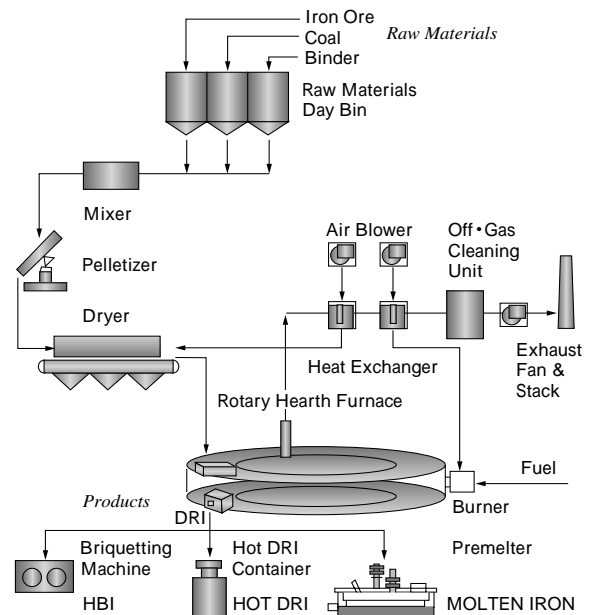 Iron Ore
Coal
Binder
Raw Materials
Raw Materials
Day Bin
Mixer
Pelletizer
Dryer
Air Blower
Off・Gas
Cleaning
Unit
Heat Exchanger
Exhaust
Fan &
Stack
Rotary Hearth Furnace
Fuel
Burner
Products
DRI
Briquetting
Machine
HBI
Hot DRI
Container
HOT DRI
Premelter
MOLTEN IRON